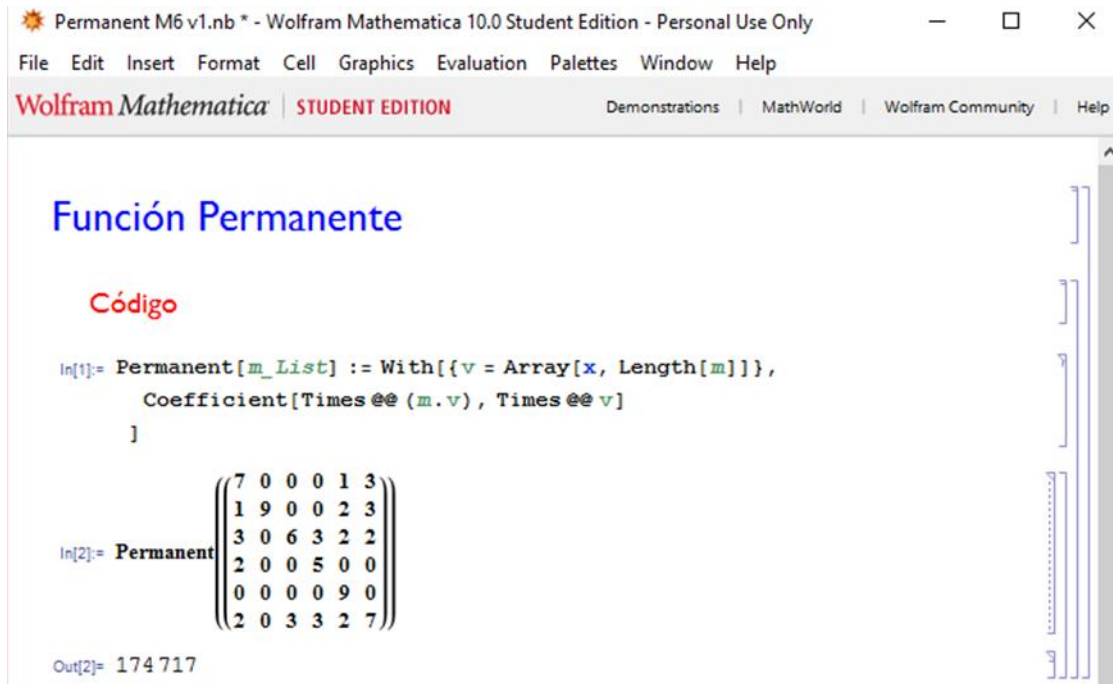 Permanent M6 v1.nb * - Wolfram Mathematica 10.0 Student Edition - Personal Use Only
File Edit Insert Format Cell Graphics Evaluation Palettes Window Help
Wolfram Mathematica | STUDENT EDITION Demonstrations | MathWorld | Wolfram Community | Help
Función Permanente
Código
In[1]:= Permanent[m_List] := With[{v = Array[x, Length[m]]},
Coefficient[Times @@ (m.v), Times @@ v]
]
In[2]:= Permanent
7 0 0 0 1 3
1 9 0 0 2 3
3 0 6 3 2 2
2 0 0 5 0 0
0 0 0 0 9 0
2 0 3 3 2 7
Out[2]= 174 717